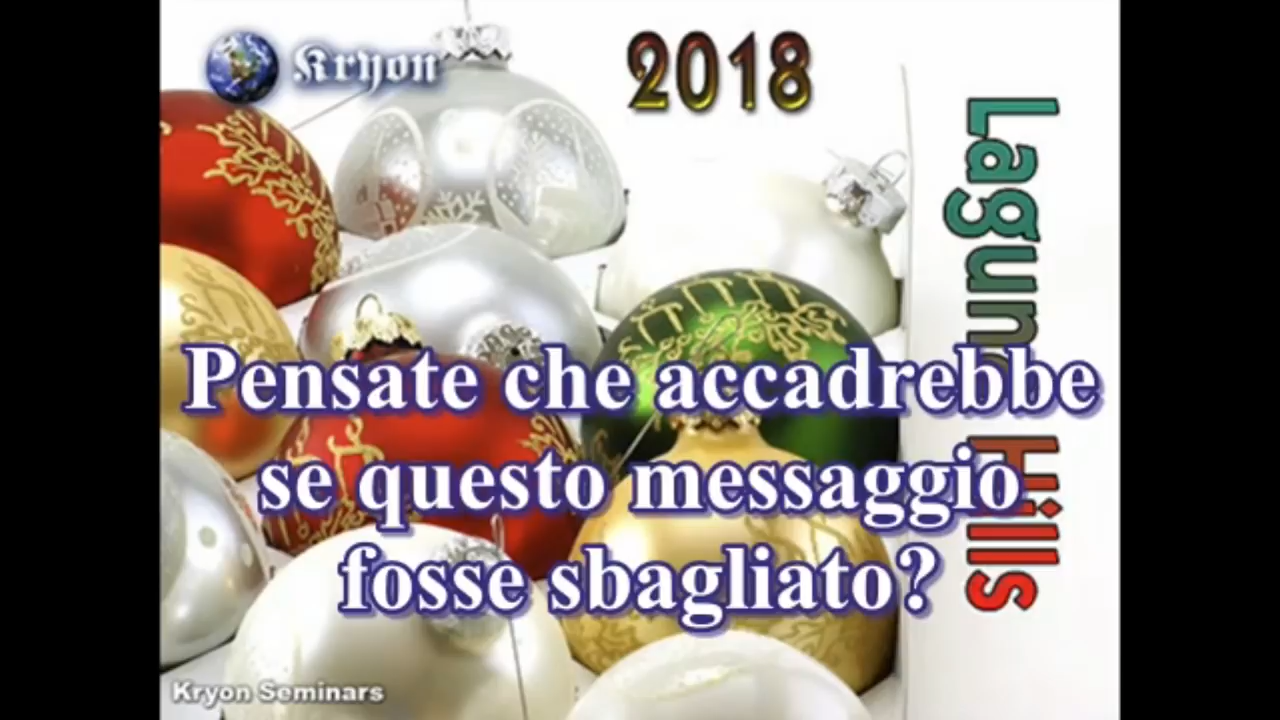 Kryon
2018
Laguna Hills
Pensate che accadrebbe
se questo messaggio
fosse sbagliato?
Kryon Seminars